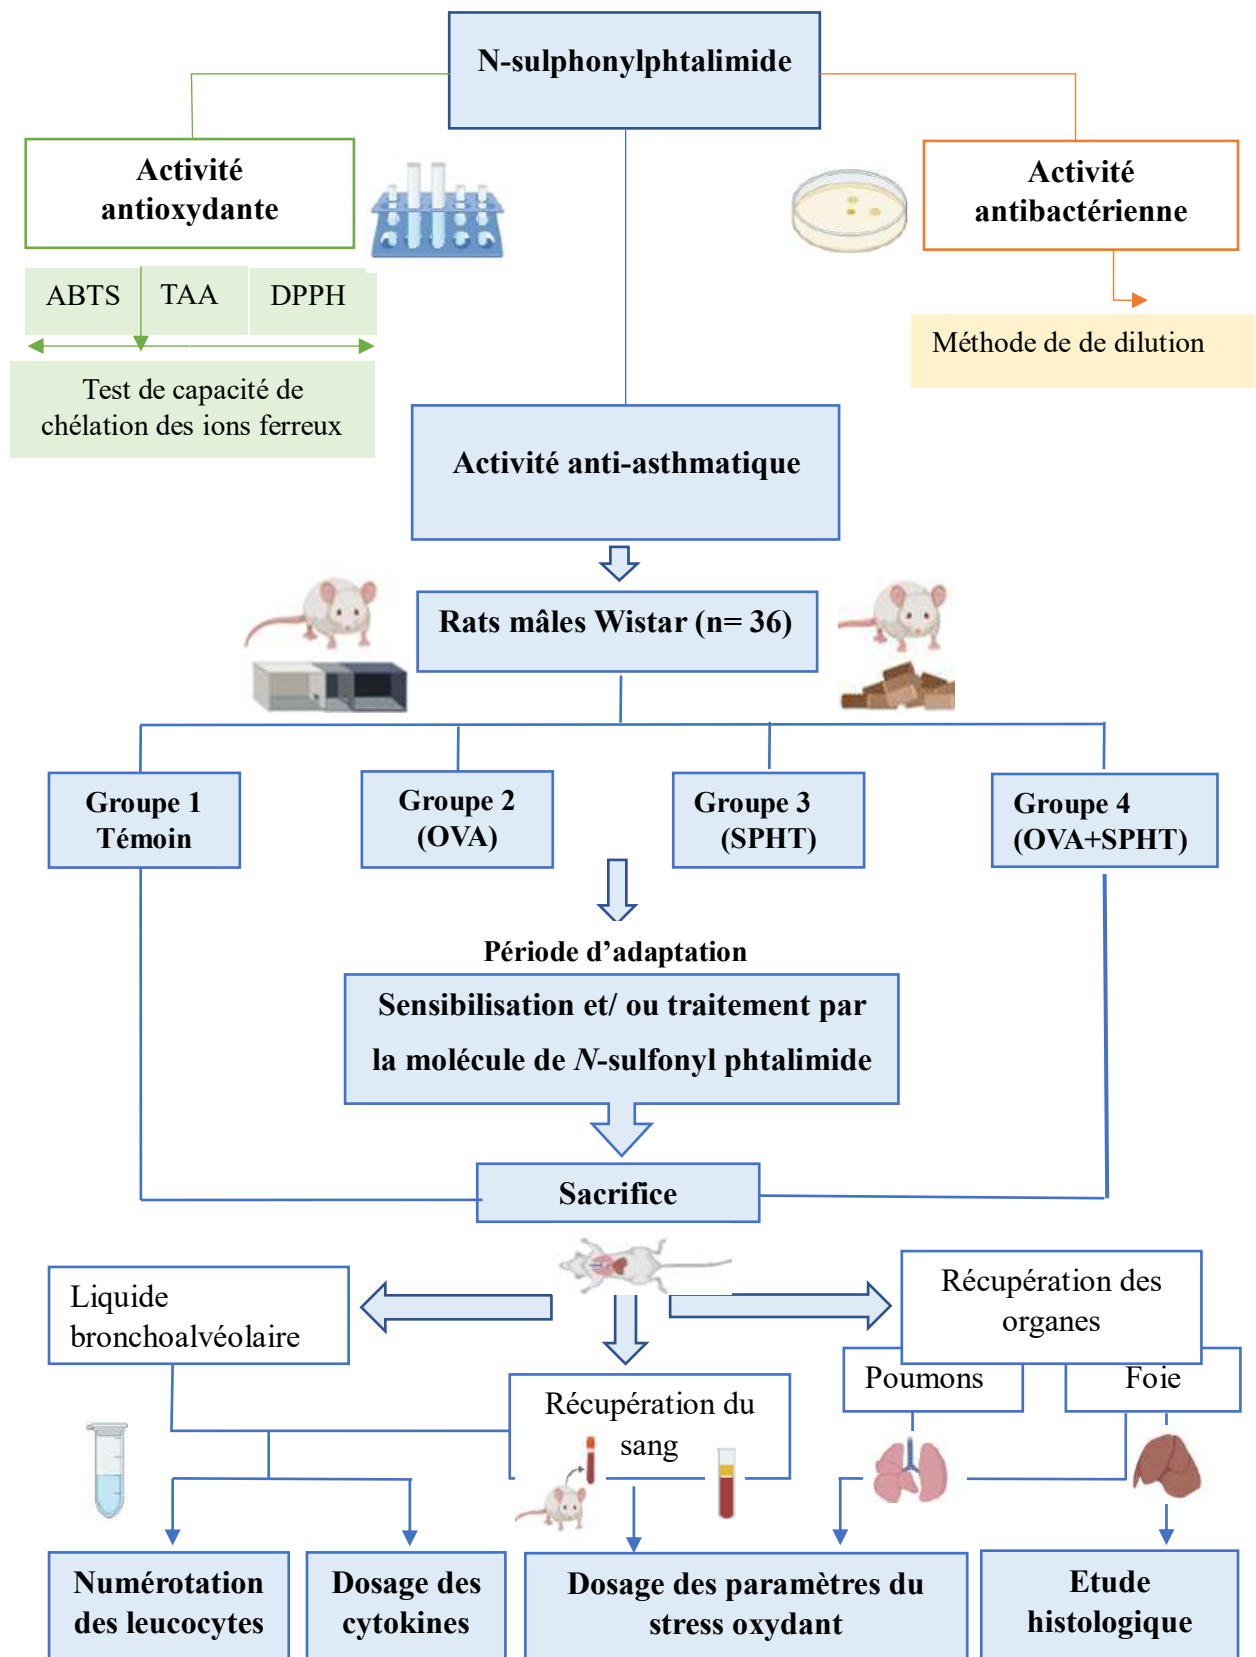 N-sulphonylphtalimide
Activité
antioxydante
Activité
antibactérienne
ABTS
TAA
DPPH
Test de capacité de
chélation des ions ferreux
Méthode de de dilution
Activité anti-asthmatique
Rats mâles Wistar (n= 36)
Groupe 1
Témoin
Groupe 2
(OVA)
Groupe 3
(SPHT)
Groupe 4
(OVA+SPHT)
Période d’adaptation
Sensibilisation et/ ou traitement par
la molécule de N-sulfonyl phtalimide
Sacrifice
Liquide
bronchoalvéolaire
Récupération des
organes
Poumons
Foie
Récupération du
sang
Numérotation
des leucocytes
Dosage des
cytokines
Dosage des paramètres du
stress oxydant
Etude
histologique